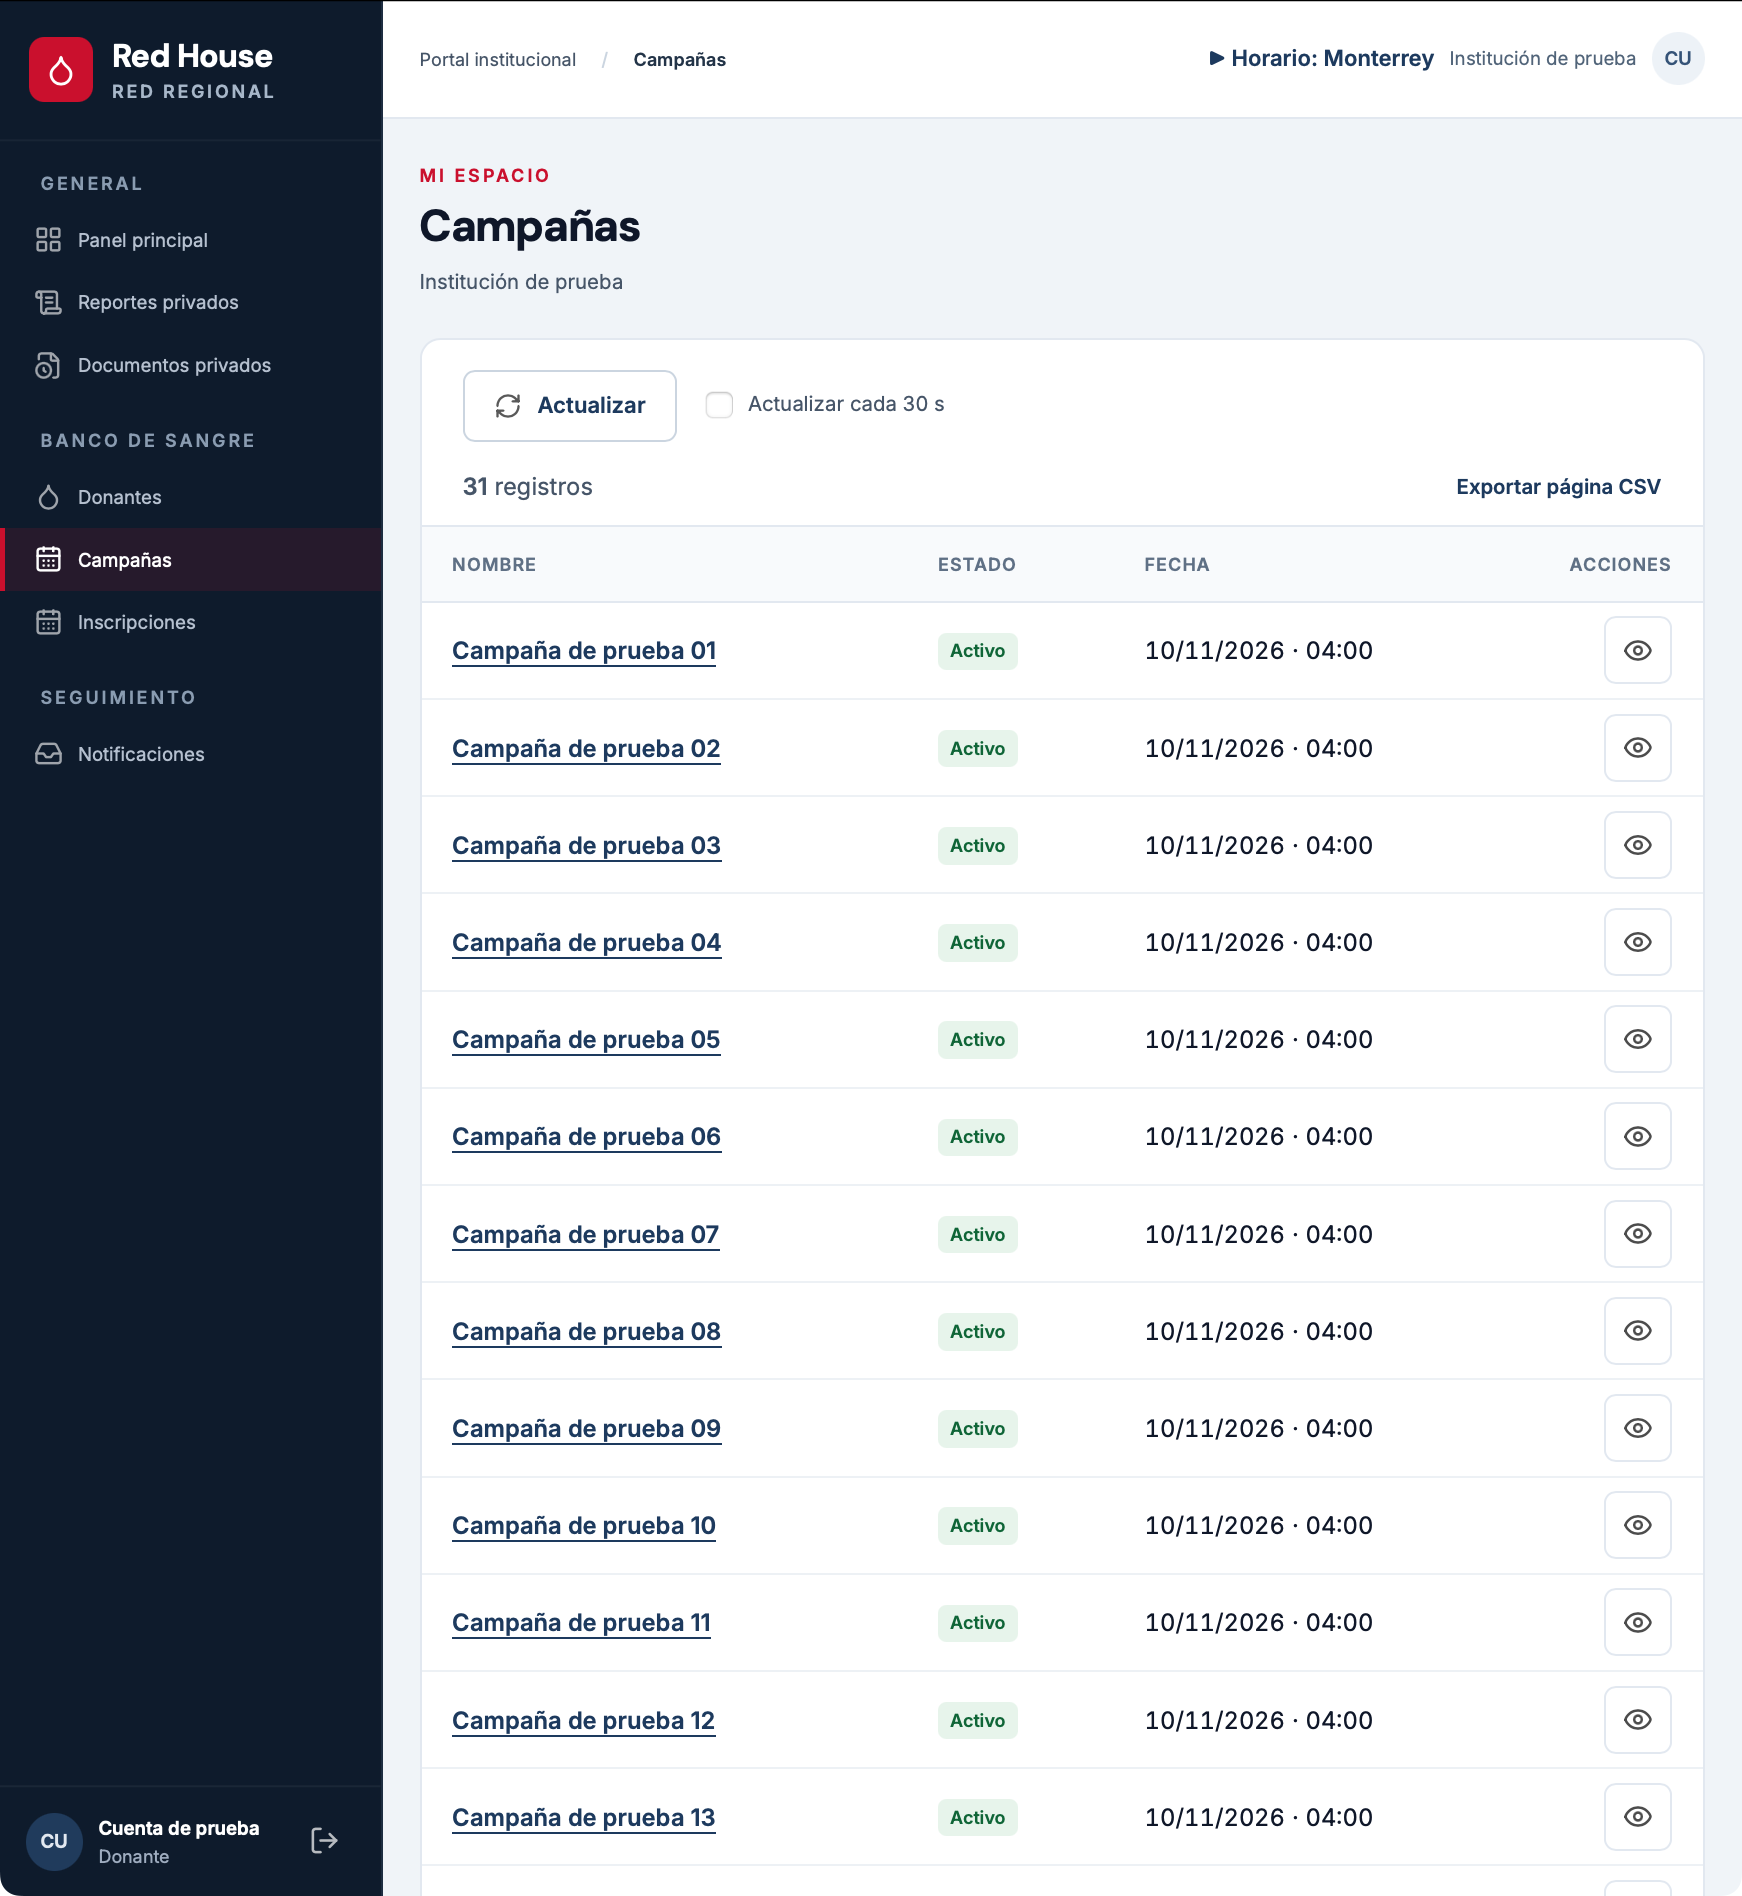 Red House
RED REGIONAL
GENERAL
Panel principal
Reportes privados
Documentos privados
BANCO DE SANGRE
Donantes
Campañas
Inscripciones
SEGUIMIENTO
Notificaciones
CU
Cuenta de prueba
Donante
Portal institucional / Campañas
Horario: Monterrey Institución de prueba CU
MI ESPACIO
Campañas
Institución de prueba
Actualizar Actualizar cada 30 s
31 registros Exportar página CSV
NOMBRE ESTADO FECHA ACCIONES
Campaña de prueba 01 Activo 10/11/2026 · 04:00
Campaña de prueba 02 Activo 10/11/2026 · 04:00
Campaña de prueba 03 Activo 10/11/2026 · 04:00
Campaña de prueba 04 Activo 10/11/2026 · 04:00
Campaña de prueba 05 Activo 10/11/2026 · 04:00
Campaña de prueba 06 Activo 10/11/2026 · 04:00
Campaña de prueba 07 Activo 10/11/2026 · 04:00
Campaña de prueba 08 Activo 10/11/2026 · 04:00
Campaña de prueba 09 Activo 10/11/2026 · 04:00
Campaña de prueba 10 Activo 10/11/2026 · 04:00
Campaña de prueba 11 Activo 10/11/2026 · 04:00
Campaña de prueba 12 Activo 10/11/2026 · 04:00
Campaña de prueba 13 Activo 10/11/2026 · 04:00